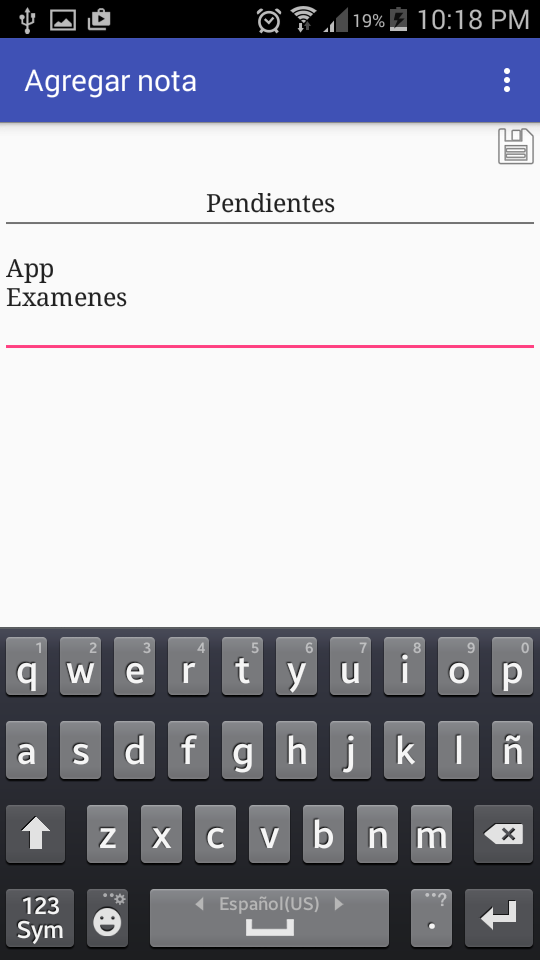 19% 10:18 PM
Agregar nota
Pendientes
App
Examenes
1 2 3 4 5 6 7 8 9 0
q w e r t y u i o p
a s d f g h j k l ñ
z x c v b n m
123 Sym
Español(US)
?
.